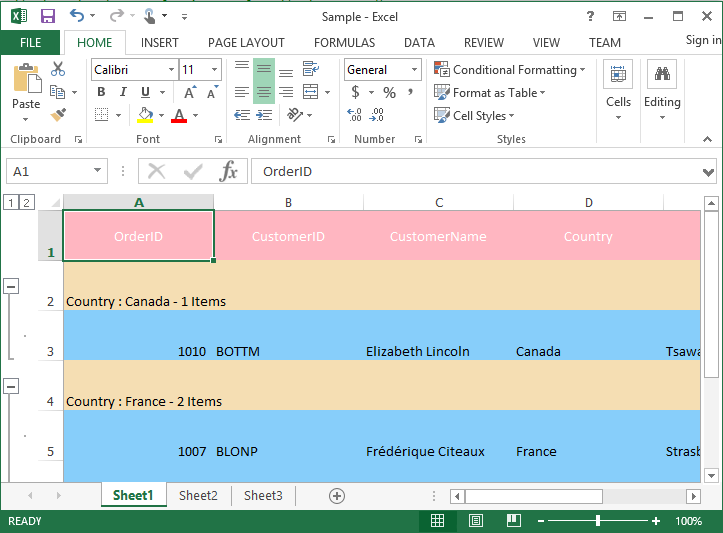 Sample - Excel
FILE HOME INSERT PAGE LAYOUT FORMULAS DATA REVIEW VIEW TEAM Sign in
Calibri 11 General Conditional Formatting
Paste B I U A A $ % , Format as Table Cells Editing
A Cell Styles
Clipboard Font Alignment Number Styles
A1 fx OrderID
1 2 A B C D
1 OrderID CustomerID CustomerName Country
2 Country : Canada - 1 Items
3 1010 BOTTM Elizabeth Lincoln Canada Tsawa
4 Country : France - 2 Items
5 1007 BLONP Frédérique Citeaux France Strasb
Sheet1 Sheet2 Sheet3
READY 100%